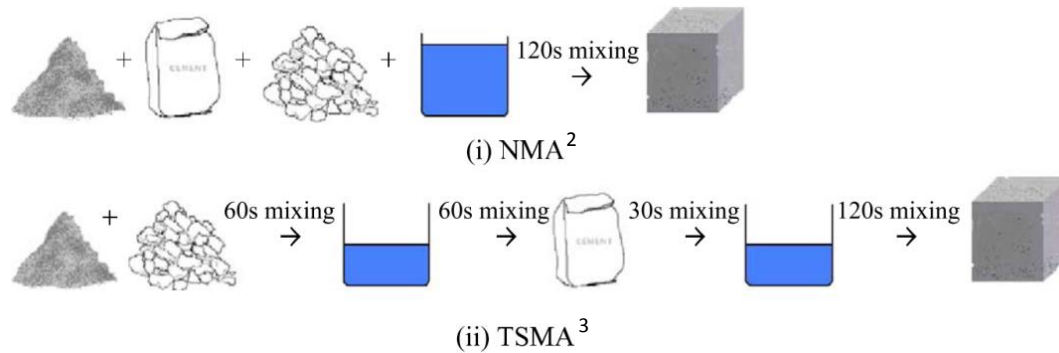 + + + 120s mixing →
CEMENT
(i) NMA²
+ 60s mixing → 60s mixing → 30s mixing → 120s mixing →
CEMENT
(ii) TSMA³